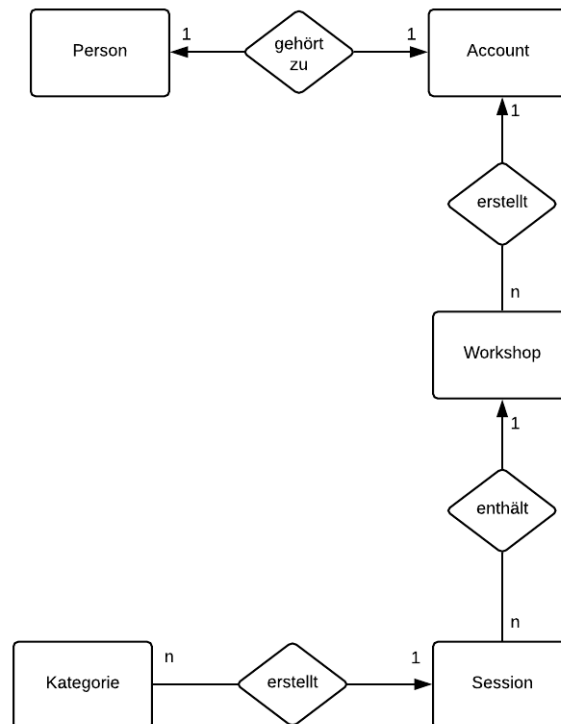 Person
1
gehört
zu
1
Account
1
erstellt
n
Workshop
1
enthält
n
Kategorie
n
erstellt
1
Session